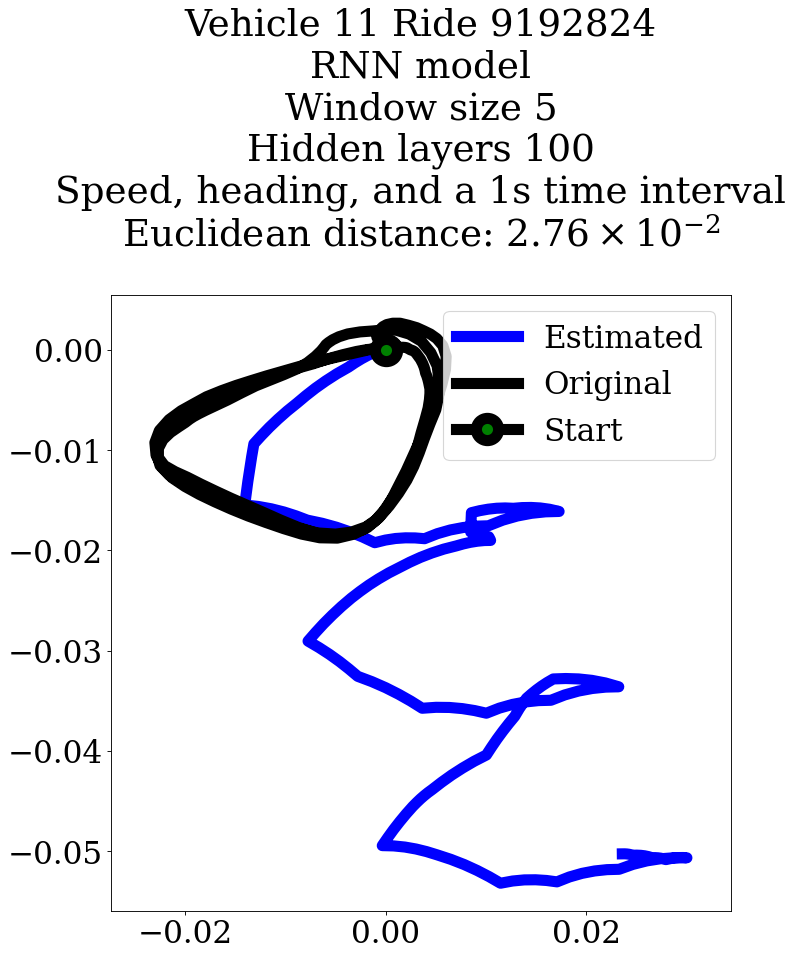 Vehicle 11 Ride 9192824
RNN model
Window size 5
Hidden layers 100
Speed, heading, and a 1s time interval
Euclidean distance: 2.76 × 10⁻²
Estimated
Original
Start
0.00
−0.01
−0.02
−0.03
−0.04
−0.05
−0.02 0.00 0.02